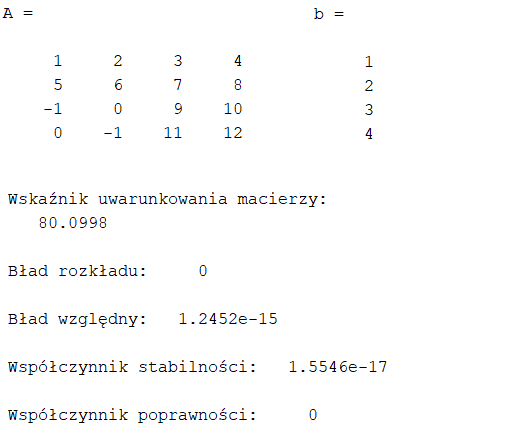 A =                            b =
1 2 3 4                        1
5 6 7 8                        2
-1 0 9 10                      3
0 -1 11 12                     4
Wskaźnik uwarunkowania macierzy:
80.0998
Bład rozkładu: 0
Bład względny: 1.2452e-15
Współczynnik stabilności: 1.5546e-17
Współczynnik poprawności: 0